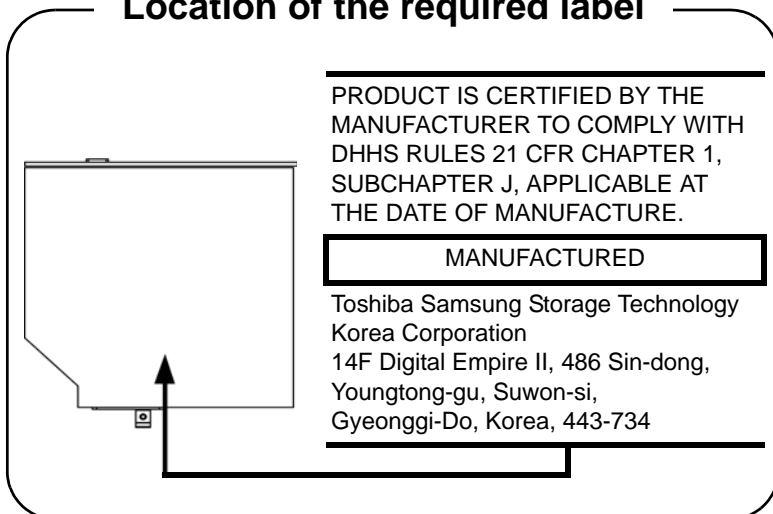 Location of the required label
PRODUCT IS CERTIFIED BY THE
MANUFACTURER TO COMPLY WITH
DHHS RULES 21 CFR CHAPTER 1,
SUBCHAPTER J, APPLICABLE AT
THE DATE OF MANUFACTURE.
MANUFACTURED
Toshiba Samsung Storage Technology
Korea Corporation
14F Digital Empire II, 486 Sin-dong,
Youngtong-gu, Suwon-si,
Gyeonggi-Do, Korea, 443-734